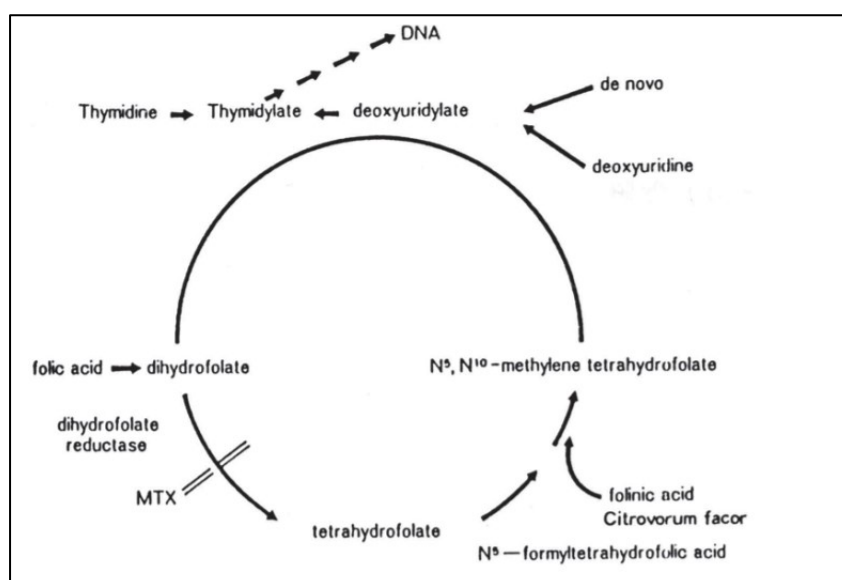 DNA
de novo
Thymidine Thymidylate deoxyuridylate
deoxyuridine
folic acid dihydrofolate
N⁵, N¹⁰-methylene tetrahydrofolate
dihydrofolate
reductase
MTX
folinic acid
Citrovorum facor
tetrahydrofolate
N⁵-formyltetrahydrofolic acid